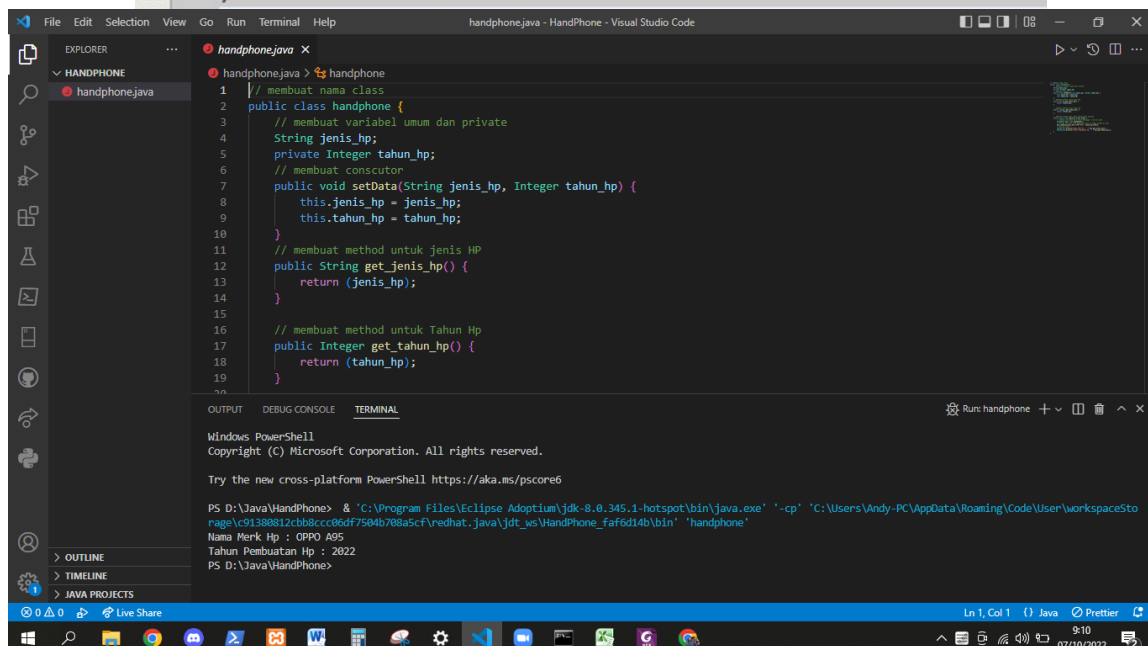 File Edit Selection View Go Run Terminal Help handphone.java - HandPhone - Visual Studio Code
EXPLORER
handphone.java
HANDPHONE
handphone.java > handphone
handphone.java
1 // membuat nama class
2 public class handphone {
3 // membuat variabel umum dan private
4 String jenis_hp;
5 private Integer tahun_hp;
6 // membuat conscutor
7 public void setData(String jenis_hp, Integer tahun_hp) {
8 this.jenis_hp = jenis_hp;
9 this.tahun_hp = tahun_hp;
10 }
11 // membuat method untuk jenis HP
12 public String get_jenis_hp() {
13 return (jenis_hp);
14 }
15
16 // membuat method untuk Tahun Hp
17 public Integer get_tahun_hp() {
18 return (tahun_hp);
19 }
OUTPUT DEBUG CONSOLE TERMINAL Run: handphone
Windows PowerShell
Copyright (C) Microsoft Corporation. All rights reserved.
Try the new cross-platform PowerShell https://aka.ms/pscore6
PS D:\Java\HandPhone> & 'C:\Program Files\Eclipse Adoptium\jdk-8.0.345.1-hotspot\bin\java.exe' '-cp' 'C:\Users\Andy-PC\AppData\Roaming\Code\User\workspaceSto
rage\c91380812cbb8ccc06df7504b708a5cf\redhat.java\jdt_ws\HandPhone_faf6d14b\bin' 'handphone'
Nama Merk Hp : OPPO A95
Tahun Pembuatan Hp : 2022
PS D:\Java\HandPhone>
OUTLINE
TIMELINE
JAVA PROJECTS
1
0 0 Live Share Ln 1, Col 1 {} Java Prettier
9:10
07/10/2022